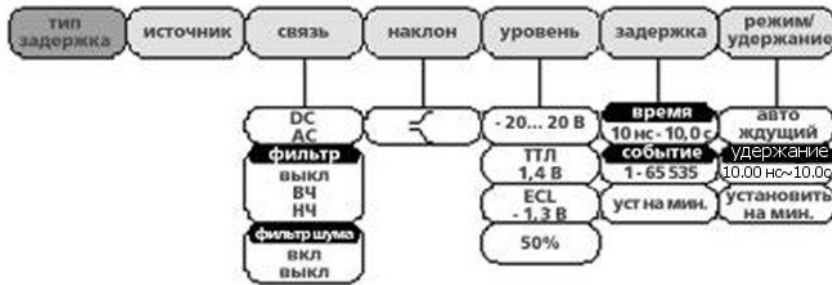 тип задержка
источник
связь
наклон
уровень
задержка
режим/удержание
DC
AC
фильтр
выкл
ВЧ
НЧ
фильтр шума
вкл
выкл
- 20... 20 В
ТТЛ
1,4 В
ECL
- 1,3 В
50%
время
10 нс - 10,0 с
событие
1 - 65 535
уст на мин.
авто
ждущий
удержание
10.00 нс~10.0с
установить
на мин.